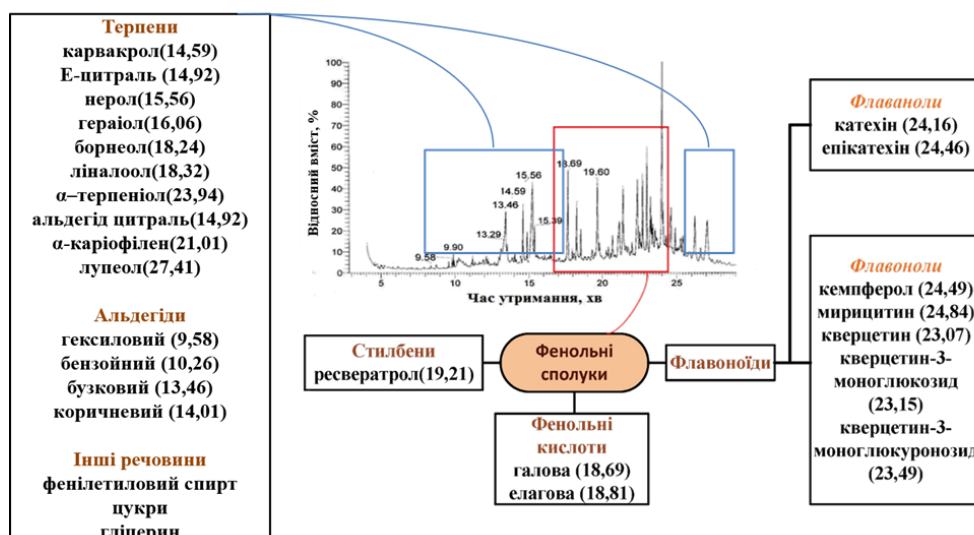 Терпени
карвакрол(14,59)
Е-цитраль (14,92)
нерол(15,56)
гераіол(16,06)
борнеол(18,24)
ліналоол(18,32)
α–терпеніол(23,94)
альдегід цитраль(14,92)
α-каріофілен(21,01)
лупеол(27,41)
Альдегіди
гексиловий (9,58)
бензойний (10,26)
бузковий (13,46)
коричневий (14,01)
Інші речовини
фенілетиловий спирт
цукри
гліцерин
Відносний вміст, %
100
90
80
70
60
50
40
30
20
10
0
15.56
14.59
13.46
13.29
15.39
9.90
9.58
18.69
19.60
5
10
15
20
25
Час утримання, хв
Стилбени
ресвератрол(19,21)
Фенольні
сполуки
Флавоноїди
Фенольні
кислоти
галова (18,69)
елагова (18,81)
Флаваноли
катехін (24,16)
епікатехін (24,46)
Флавоноли
кемпферол (24,49)
мирицитин (24,84)
кверцетин (23,07)
кверцетин-3-
моноглюкозид
(23,15)
кверцетин-3-
моноглюкуронозид
(23,49)